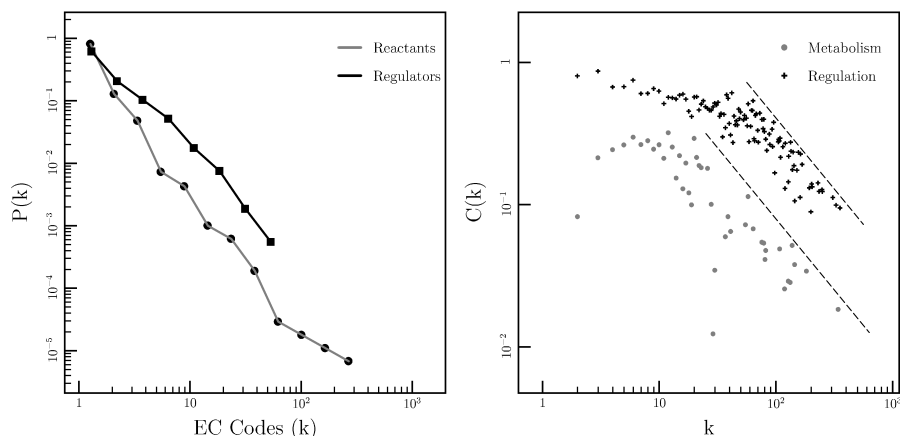 1
10⁻¹
10⁻²
10⁻³
10⁻⁴
10⁻⁵
P(k)
Reactants
Regulators
1
10
10²
10³
EC Codes (k)
1
10⁻¹
10⁻²
C(k)
Metabolism
Regulation
1
10
10²
10³
k